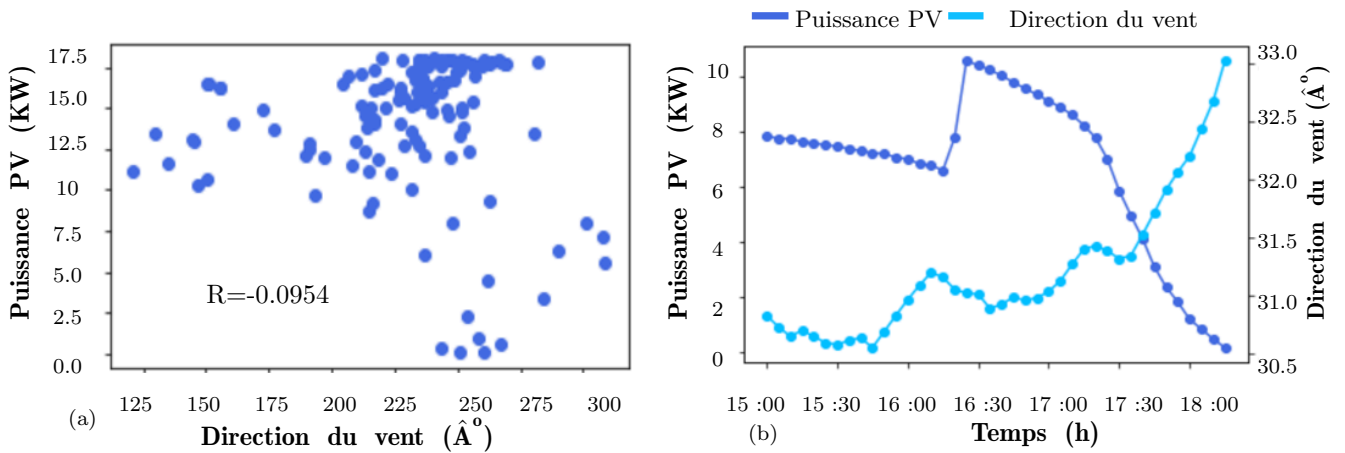 Puissance PV
Direction du vent
Puissance PV (KW)
17.5
15.0
12.5
10
7.5
5.0
2.5
0.0
R=-0.0954
125 150 175 200 225 250 275 300
(a)
Direction du vent (Âº)
Puissance PV (KW)
10
8
6
4
2
0
33.0
32.5
32.0
31.5
31.0
30.5
Direction du vent (Âº)
15 :00 15 :30 16 :00 16 :30 17 :00 17 :30 18 :00
(b)
Temps (h)